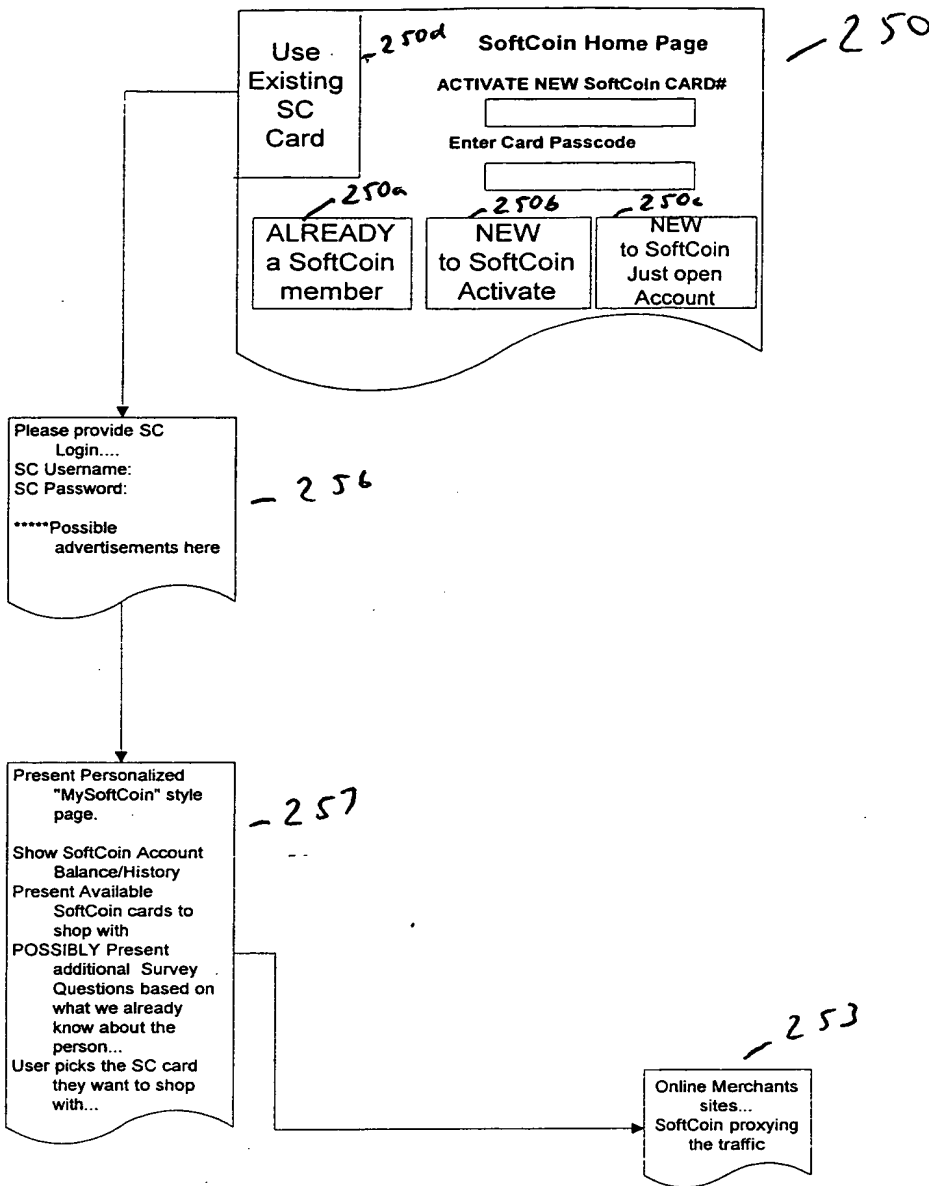 Use
Existing
SC
Card
250d
SoftCoin Home Page
250
ACTIVATE NEW SoftCoin CARD#
Enter Card Passcode
250a
250b
250c
ALREADY
a SoftCoin
member
NEW
to SoftCoin
Activate
NEW
to SoftCoin
Just open
Account
Please provide SC
Login....
SC Username:
SC Password:
*****Possible
advertisements here
256
Present Personalized
"MySoftCoin" style
page.
Show SoftCoin Account
Balance/History
Present Available
SoftCoin cards to
shop with
POSSIBLY Present
additional Survey
Questions based on
what we already
know about the
person...
User picks the SC card
they want to shop
with...
257
253
Online Merchants
sites...
SoftCoin proxying
the traffic